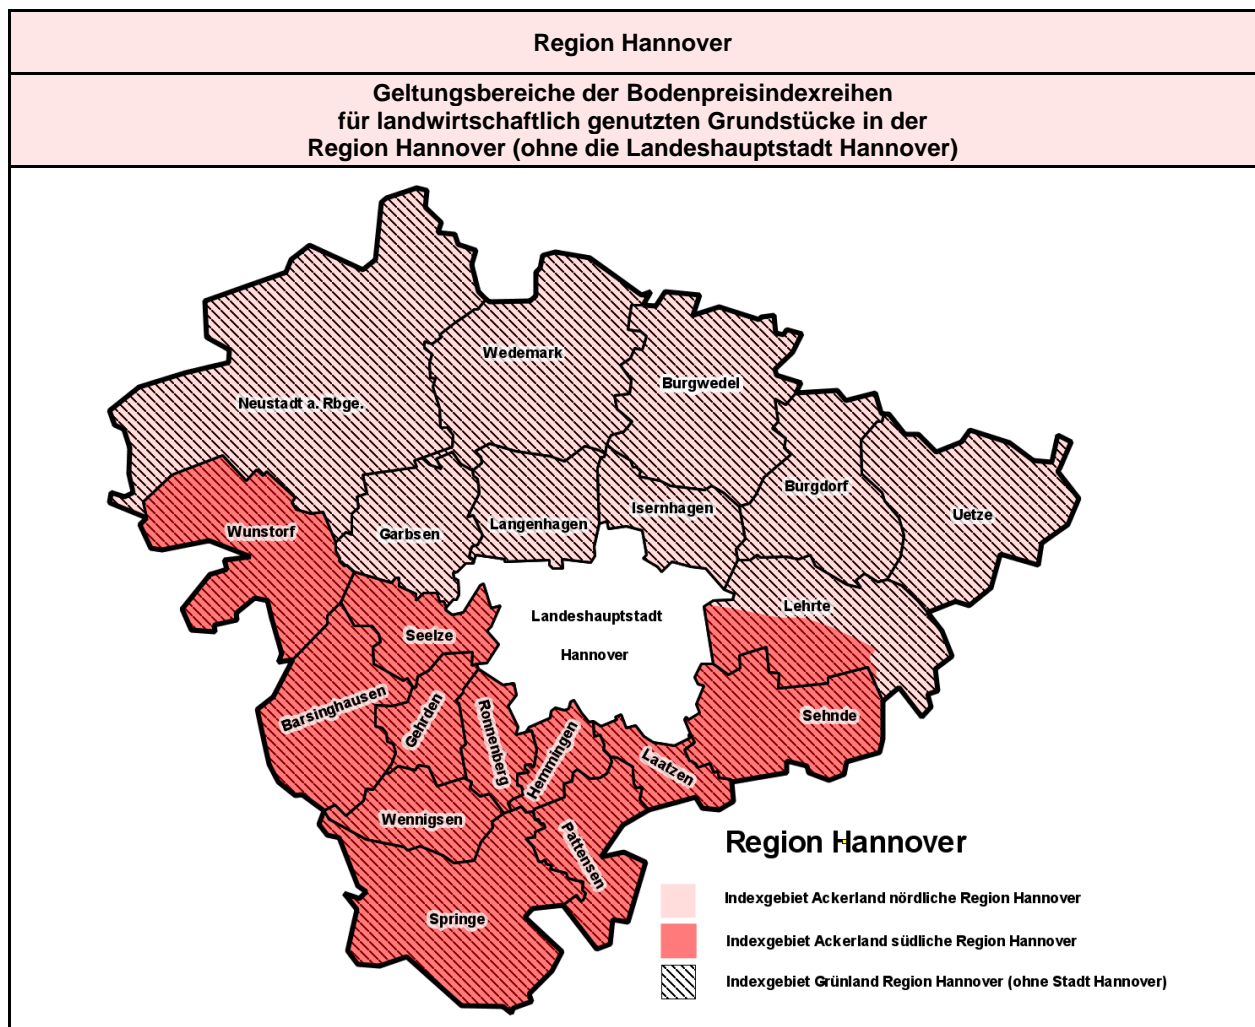 Region Hannover
Geltungsbereiche der Bodenpreisindexreihen
für landwirtschaftlich genutzten Grundstücke in der
Region Hannover (ohne die Landeshauptstadt Hannover)
Wedemark
Burgwedel
Neustadt a. Rbge.
Burgdorf
Isernhagen
Uetze
Langenhagen
Wunstorf
Garbsen
Lehrte
Landeshauptstadt
Hannover
Seelze
Barsinghausen
Gehrden
Ronnenberg
Sehnde
Hemmingen
Laatzen
Wennigsen
Pattensen
Springe
Region Hannover
Indexgebiet Ackerland nördliche Region Hannover
Indexgebiet Ackerland südliche Region Hannover
Indexgebiet Grünland Region Hannover (ohne Stadt Hannover)